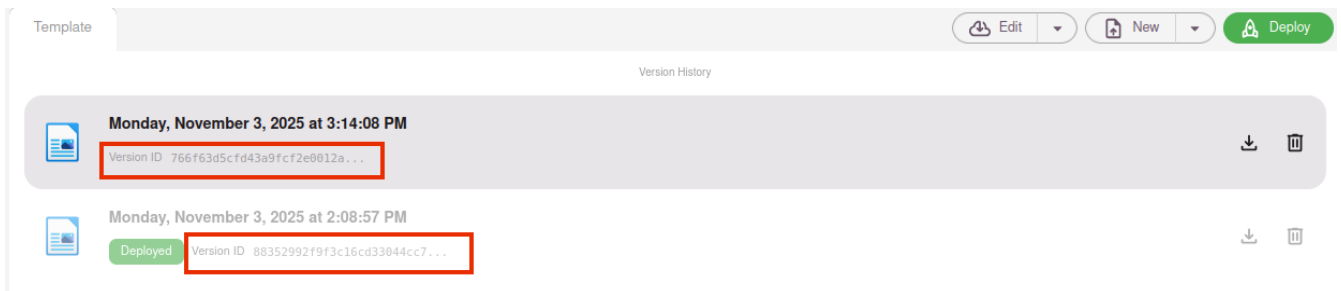 Template
Edit
New
Deploy
Version History
Monday, November 3, 2025 at 3:14:08 PM
Version ID 766f63d5cfd43a9fcf2e0012a...
Monday, November 3, 2025 at 2:08:57 PM
Deployed Version ID 88352992f9f3c16cd33044cc7...